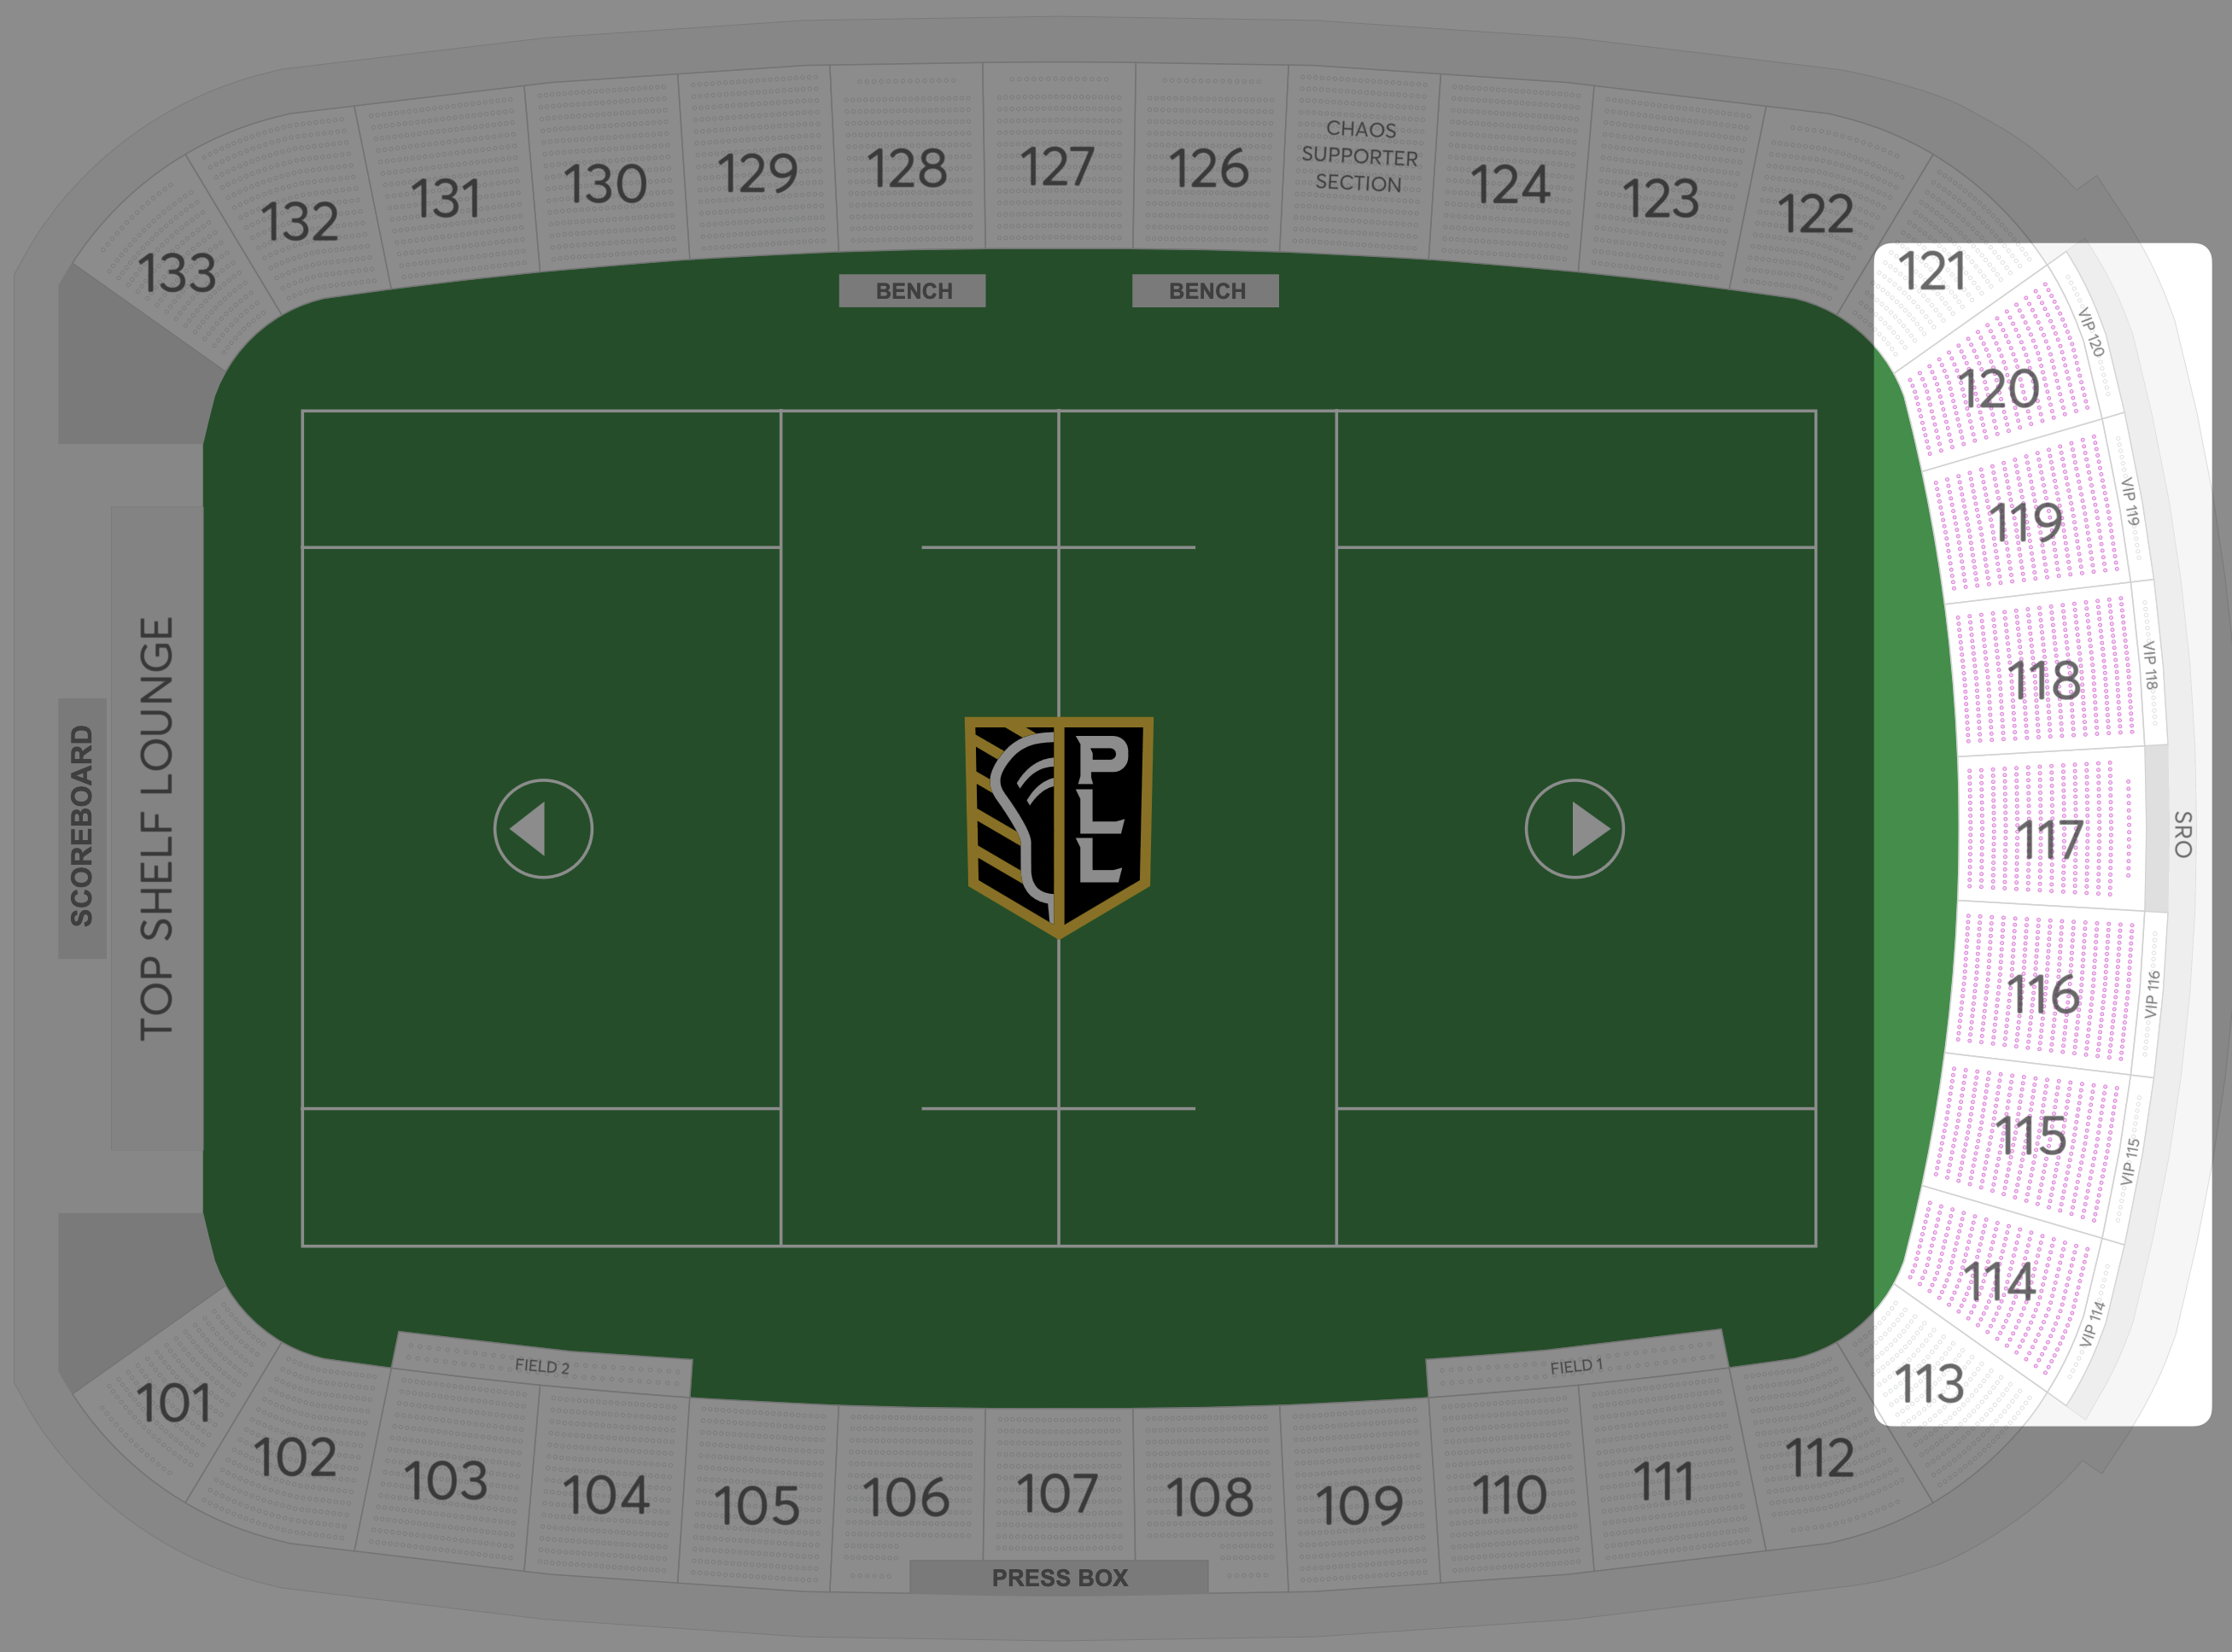 133
132
131
130
129
128
127
126
CHAOS
SUPPORTER
SECTION
124
123
122
121
BENCH
BENCH
VIP 120
120
VIP 119
119
VIP 118
118
SCOREBOARD
TOP SHELF LOUNGE
PLL
117
SRO
116
VIP 116
115
VIP 115
114
VIP 114
113
FIELD 2
FIELD 1
101
102
103
104
105
106
107
108
109
110
111
112
PRESS BOX